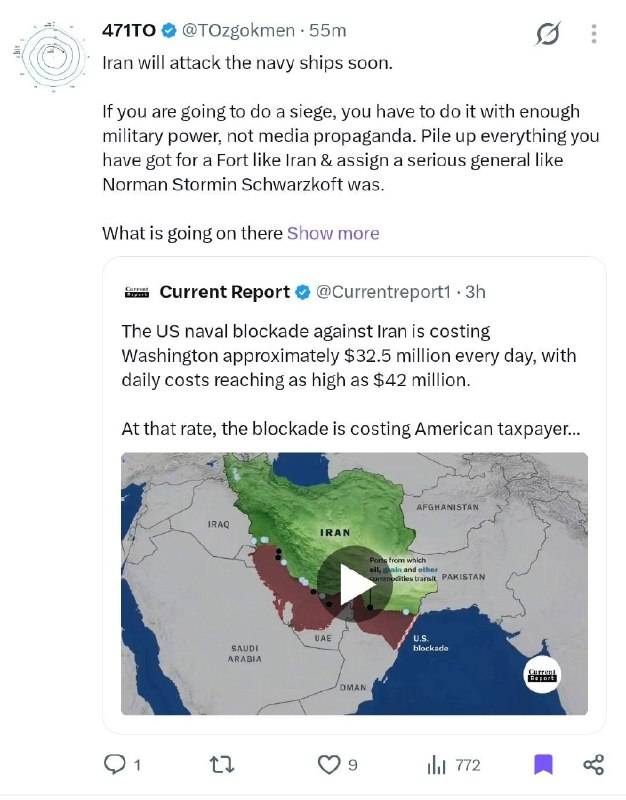 471TO @TOzgokmen · 55m
Iran will attack the navy ships soon.
If you are going to do a siege, you have to do it with enough
military power, not media propaganda. Pile up everything you
have got for a Fort like Iran & assign a serious general like
Norman Stormin Schwarzkoft was.
What is going on there Show more
Current Report Current Report @Currentreport1 · 3h
The US naval blockade against Iran is costing
Washington approximately $32.5 million every day, with
daily costs reaching as high as $42 million.
At that rate, the blockade is costing American taxpayer...
AFGHANISTAN
IRAQ
IRAN
Ports from which
oil, grain and other
commodities transit
PAKISTAN
UAE
U.S.
blockade
SAUDI
ARABIA
OMAN
Current
Report
1
9
772